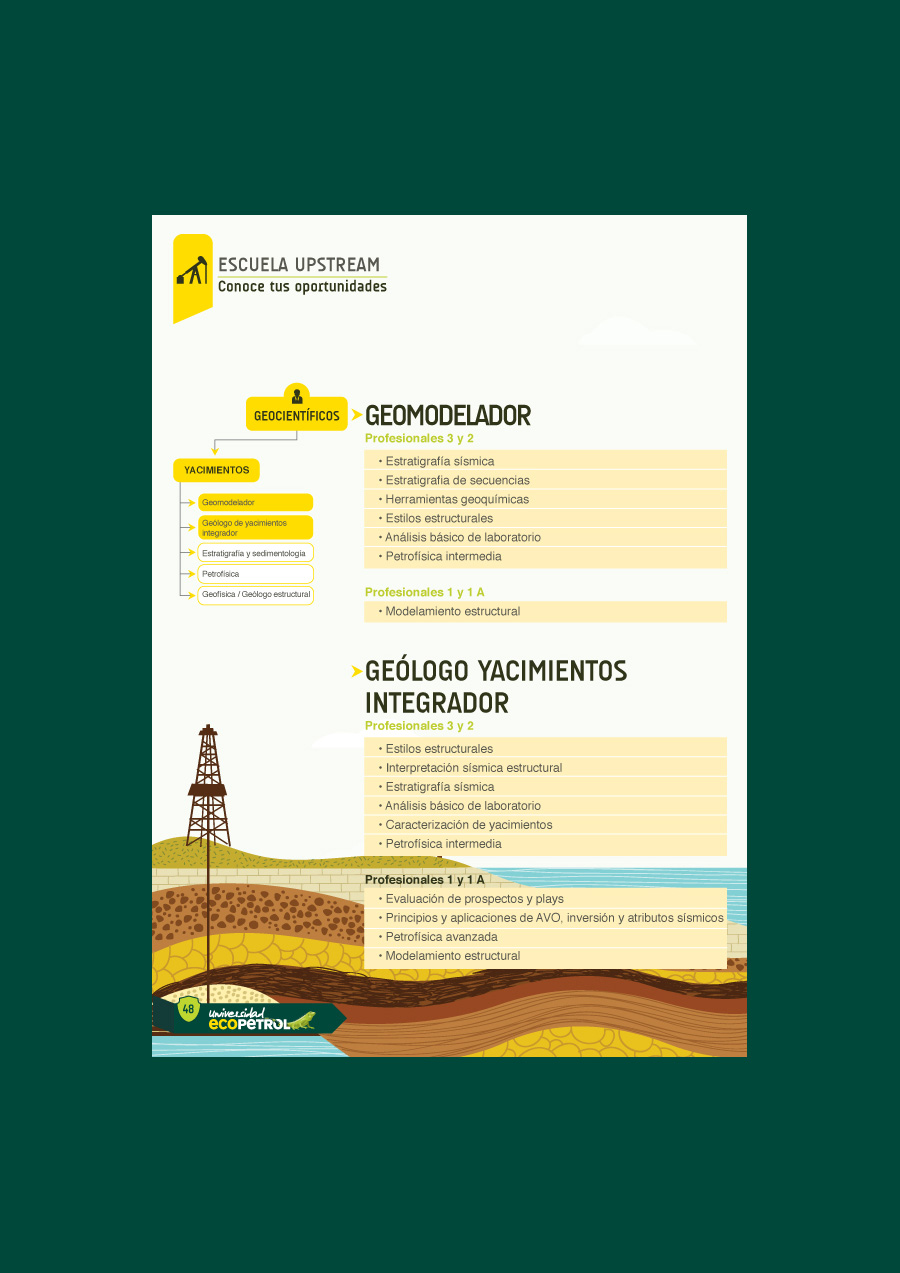 ESCUELA UPSTREAM
Conoce tus oportunidades
GEOCIENTÍFICOS
YACIMIENTOS
Geomodelador
Geólogo de yacimientos
integrador
Estratigrafía y sedimentología
Petrofísica
Geofísica / Geólogo estructural
GEOMODELADOR
Profesionales 3 y 2
• Estratigrafía sísmica
• Estratigrafia de secuencias
• Herramientas geoquímicas
• Estilos estructurales
• Análisis básico de laboratorio
• Petrofísica intermedia
Profesionales 1 y 1 A
• Modelamiento estructural
GEÓLOGO YACIMIENTOS
INTEGRADOR
Profesionales 3 y 2
• Estilos estructurales
• Interpretación sísmica estructural
• Estratigrafía sísmica
• Análisis básico de laboratorio
• Caracterización de yacimientos
• Petrofísica intermedia
Profesionales 1 y 1 A
• Evaluación de prospectos y plays
• Principios y aplicaciones de AVO, inversión y atributos sísmicos
• Petrofísica avanzada
• Modelamiento estructural
48
Universidad
ECOPETROL